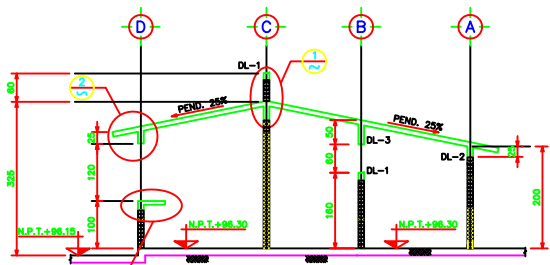 D
C
B
A
DL-1
1
2
2
S
PEND. 25%
PEND. 25%
60
325
25
120
100
50
60
160
DL-3
DL-1
DL-2
25
200
N.P.T.+96.15
N.P.T.+96.30
N.P.T.+96.30